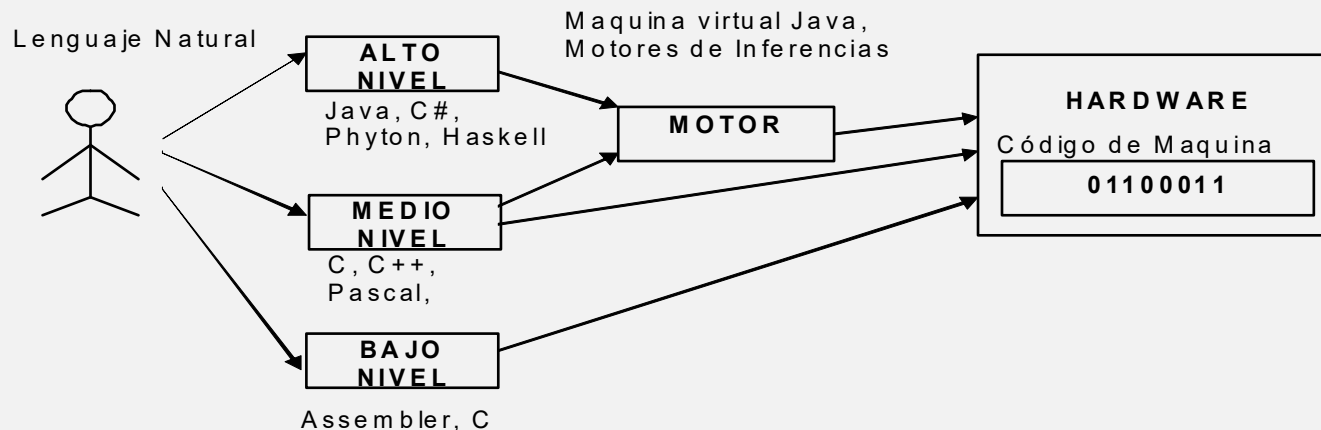 Lenguaje Natural
ALTO
NIVEL
Java, C#,
Phyton, Haskell
MEDIO
NIVEL
C, C++,
Pascal,
BAJO
NIVEL
Assembler, C
Maquina virtual Java,
Motores de Inferencias
MOTOR
HARDWARE
Código de Maquina
01100011